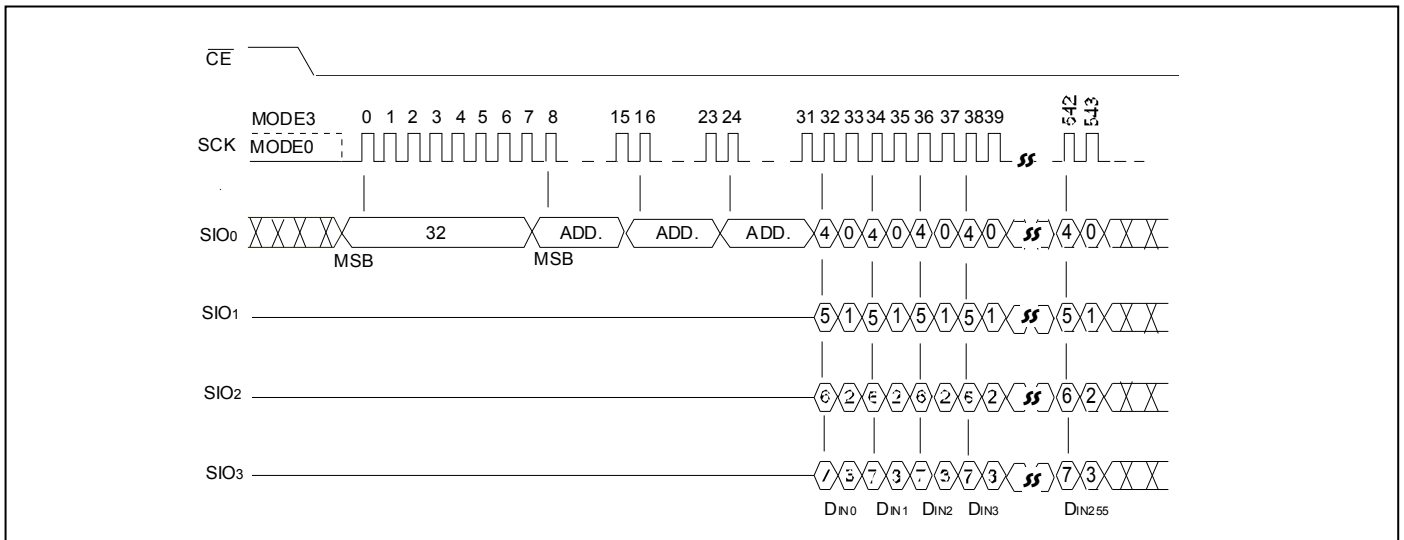 CE
MODE3 0 1 2 3 4 5 6 7 8 15 16 23 24 31 32 33 34 35 36 37 38 39 542 543
SCK MODE0
SIO0 32 ADD. ADD. ADD. 4 0 4 0 4 0 4 0 4 0
MSB MSB
SIO1 5 1 5 1 5 1 5 1 5 1
SIO2 6 2 6 2 6 2 6 2 6 2
SIO3 7 3 7 3 7 3 7 3 7 3
DIN0 DIN1 DIN2 DIN3 DIN255